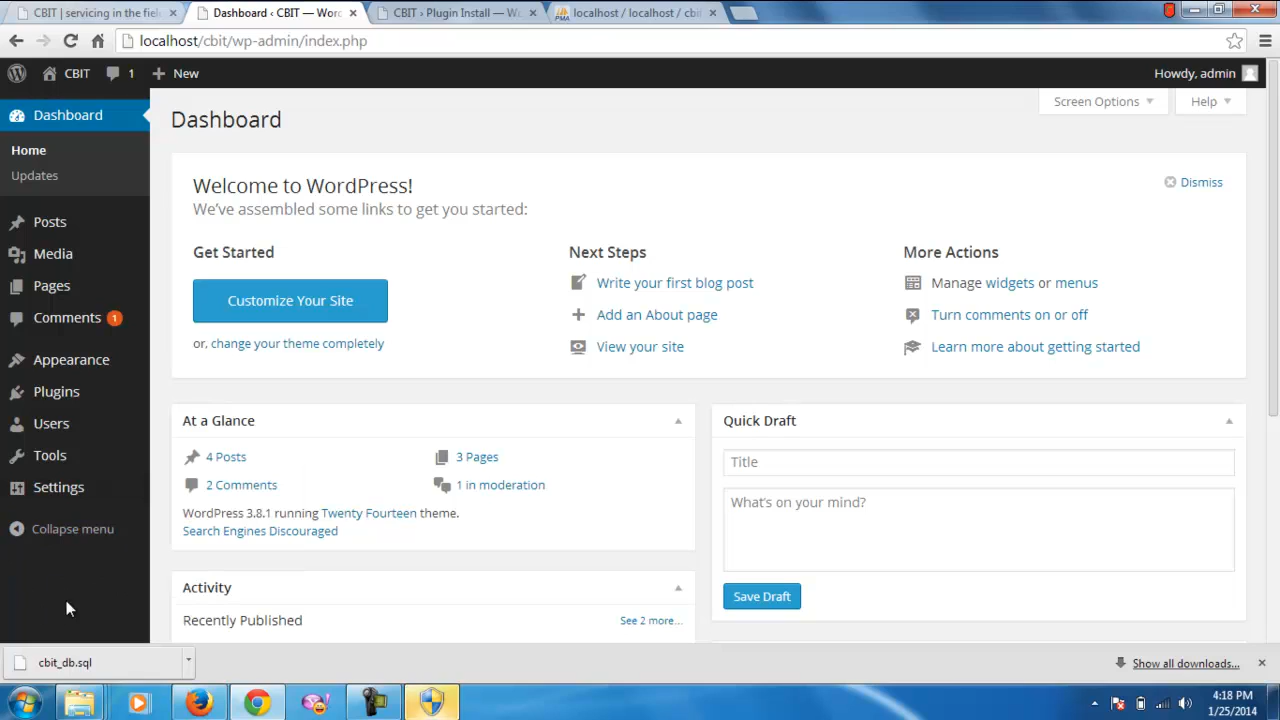 CBIT | servicing in the field
Dashboard ‹ CBIT — Wor
CBIT › Plugin Install — W
localhost / localhost / cbi
localhost/cbit/wp-admin/index.php
CBIT
1
New
Howdy, admin
Dashboard
Home
Updates
Posts
Media
Pages
Comments 1
Appearance
Plugins
Users
Tools
Settings
Collapse menu
Dashboard
Screen Options
Help
Welcome to WordPress!
We've assembled some links to get you started:
Dismiss
Get Started
Customize Your Site
or, change your theme completely
Next Steps
Write your first blog post
Add an About page
View your site
More Actions
Manage widgets or menus
Turn comments on or off
Learn more about getting started
At a Glance
4 Posts
3 Pages
2 Comments
1 in moderation
WordPress 3.8.1 running Twenty Fourteen theme.
Search Engines Discouraged
Activity
Recently Published
See 2 more...
Quick Draft
Title
What's on your mind?
Save Draft
cbit_db.sql
Show all downloads...
4:18 PM
1/25/2014